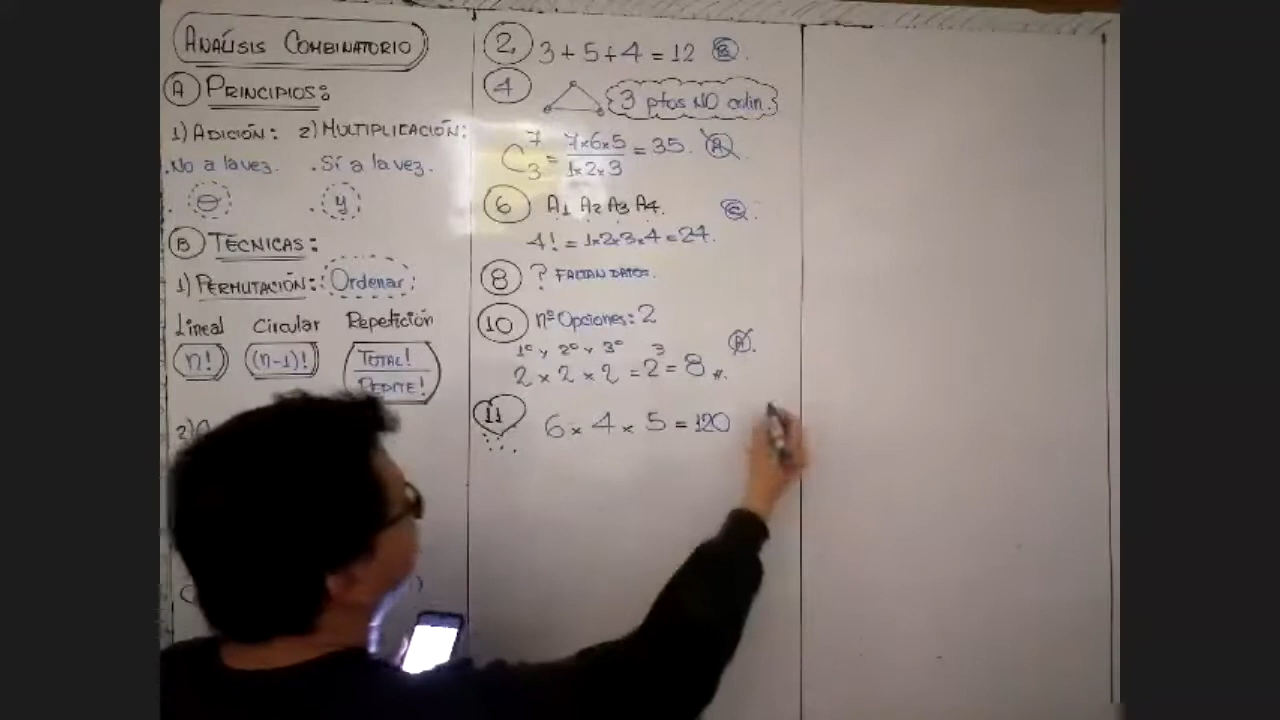 ANÁLISIS COMBINATORIO
A PRINCIPIOS:
1) ADICIÓN: 2) MULTIPLICACIÓN:
.No a la vez. .Sí a la vez.
. o . y
B TÉCNICAS:
1) PERMUTACIÓN: Ordenar
Lineal Circular Repetición
n! (n-1)! TOTAL!
REPITE!
2)
2 3+5+4=12 B.
4 3 ptos NO colin.
C 7 3 = 7x6x5 / 1x2x3 = 35. A.
6 A1 A2 A3 A4. C.
4! = 1x2x3x4=24.
8 ? FALTAN DATOS.
10 nº Opciones: 2
1º y 2º y 3º A.
2 x 2 x 2 = 2³ = 8 #.
11 6 x 4 x 5 = 120